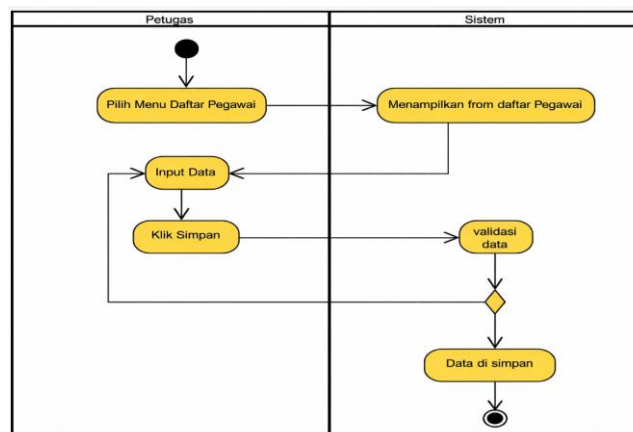 Petugas
Sistem
Pilih Menu Daftar Pegawai
Menampilkan from daftar Pegawai
Input Data
Klik Simpan
validasi
data
Data di simpan